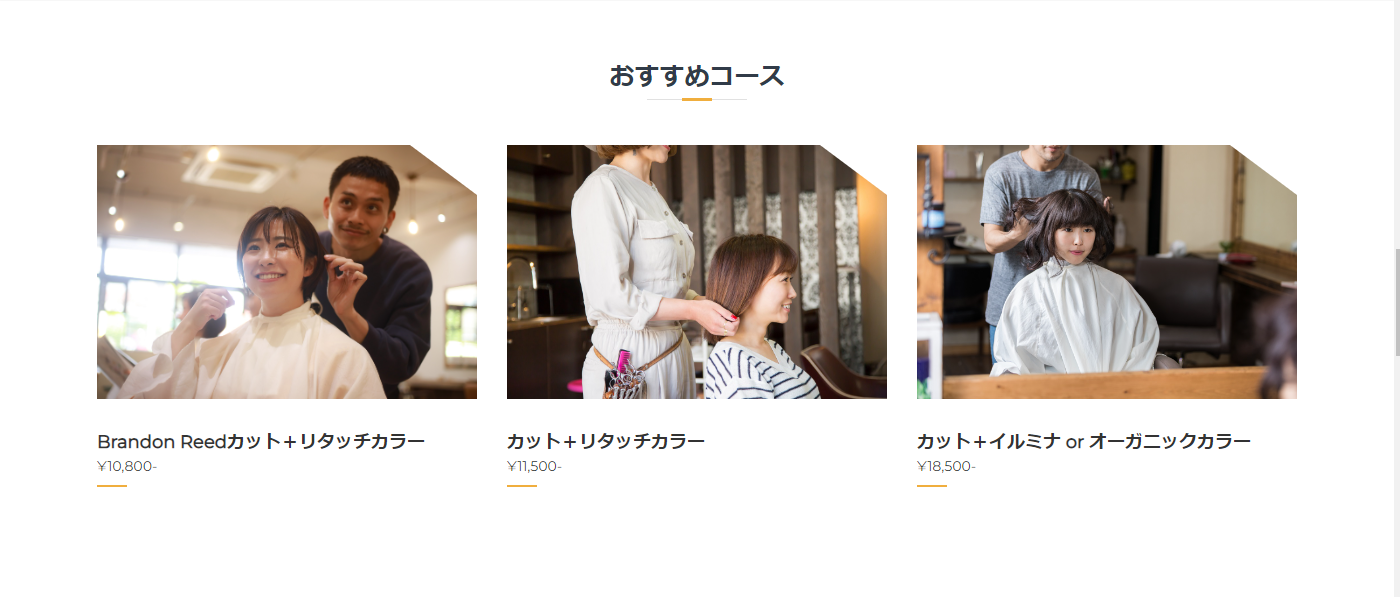 おすすめコース
Brandon Reedカット＋リタッチカラー
¥10,800-
カット＋リタッチカラー
¥11,500-
カット＋イルミナ or オーガニックカラー
¥18,500-